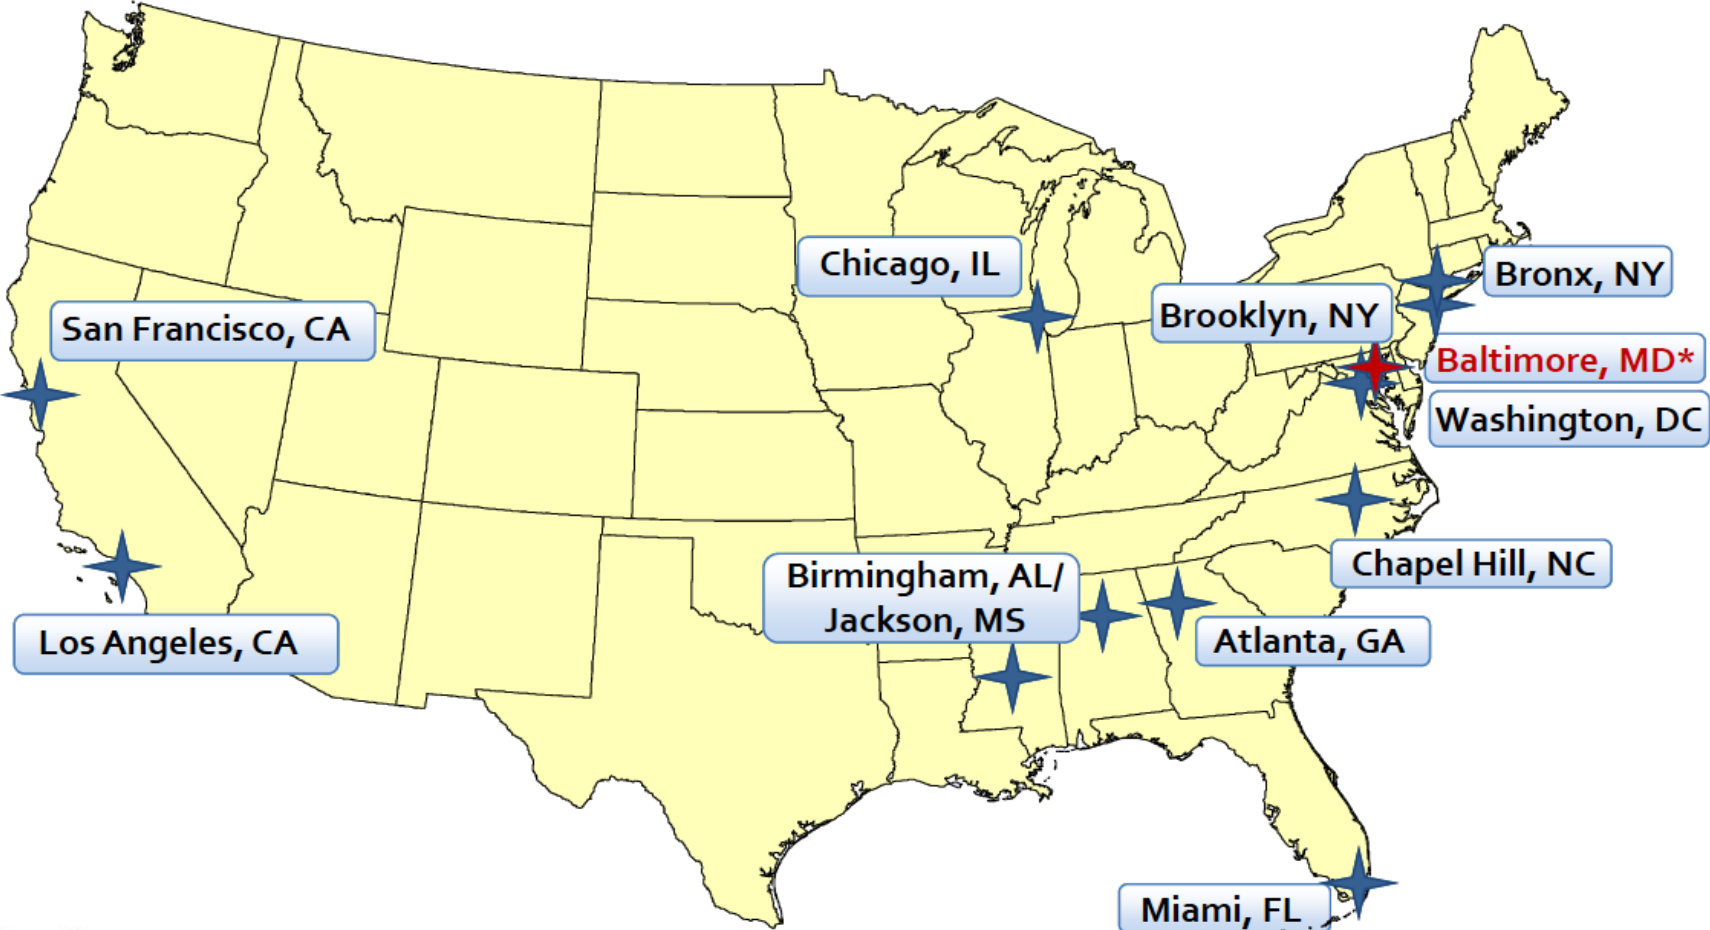 Chicago, IL
Bronx, NY
Brooklyn, NY
San Francisco, CA
Baltimore, MD*
Washington, DC
Chapel Hill, NC
Birmingham, AL/
Jackson, MS
Atlanta, GA
Los Angeles, CA
Miami, FL